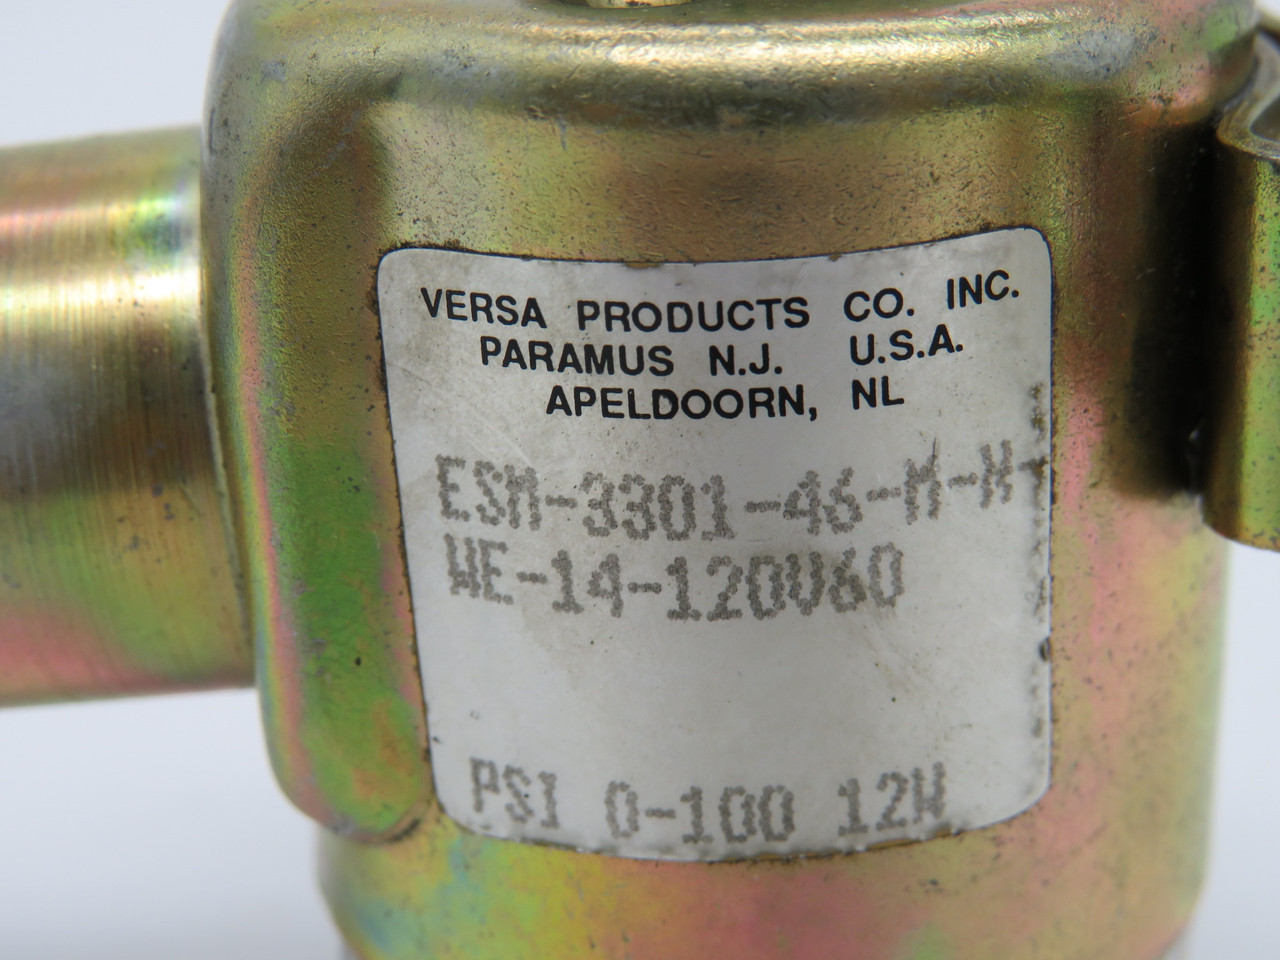 VERSA PRODUCTS CO. INC.
PARAMUS N.J. U.S.A.
APELDOORN, NL
ESM-3301-46-M-H-
WE-14-120V60
PSI 0-100 12W